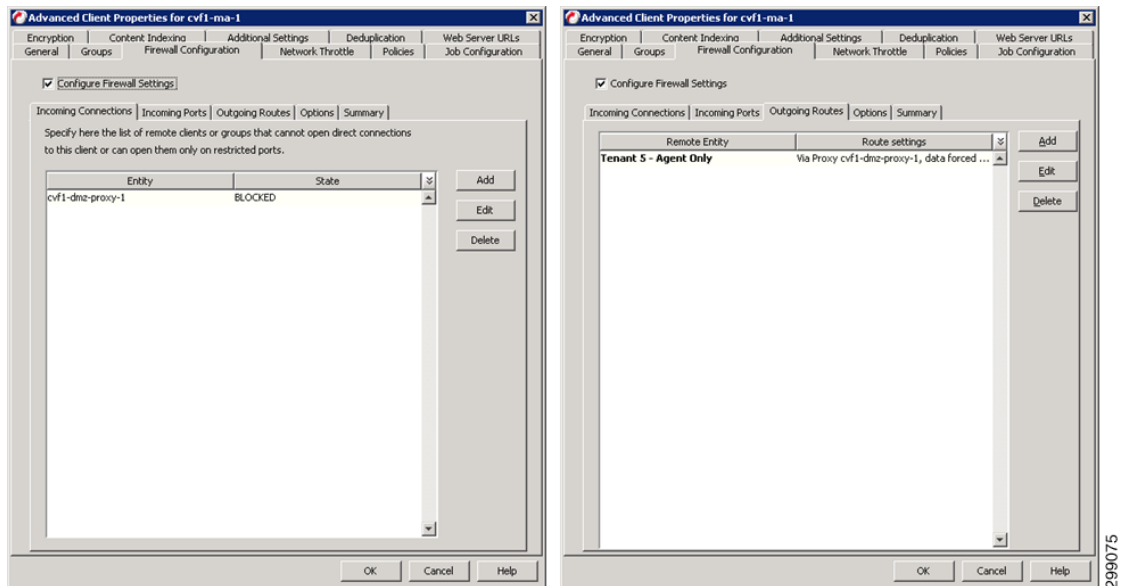 Advanced Client Properties for cvf1-ma-1
Encryption Content Indexing Additional Settings Deduplication Web Server URLs
General Groups Firewall Configuration Network Throttle Policies Job Configuration
Configure Firewall Settings
Incoming Connections Incoming Ports Outgoing Routes Options Summary
Specify here the list of remote clients or groups that cannot open direct connections
to this client or can open them only on restricted ports.
Entity State
cvf1-dmz-proxy-1 BLOCKED
Add
Edit
Delete
OK Cancel Help
Advanced Client Properties for cvf1-ma-1
Encryption Content Indexing Additional Settings Deduplication Web Server URLs
General Groups Firewall Configuration Network Throttle Policies Job Configuration
Configure Firewall Settings
Incoming Connections Incoming Ports Outgoing Routes Options Summary
Remote Entity Route settings
Tenant 5 - Agent Only Via Proxy cvf1-dmz-proxy-1, data forced ...
Add
Edit
Delete
OK Cancel Help
299075